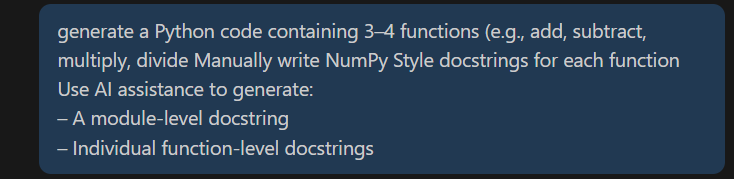 generate a Python code containing 3–4 functions (e.g., add, subtract,
multiply, divide Manually write NumPy Style docstrings for each function
Use AI assistance to generate:
– A module-level docstring
– Individual function-level docstrings